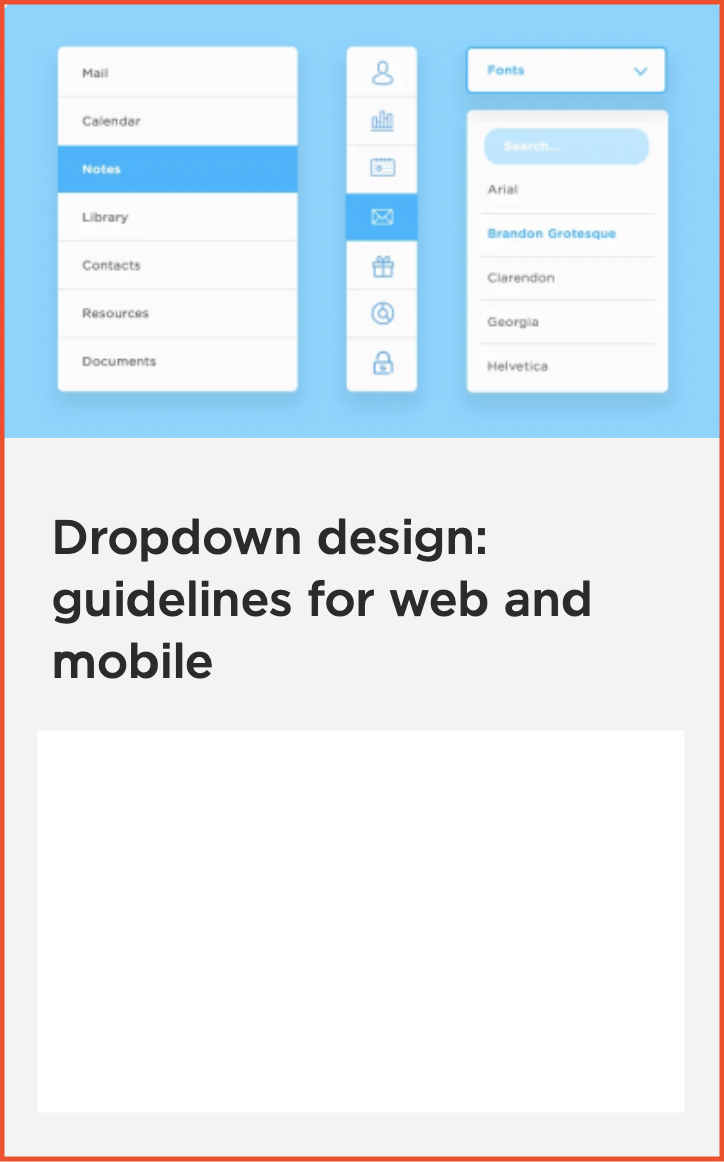 Mail
Calendar
Notes
Library
Contacts
Resources
Documents
Fonts
Search...
Arial
Brandon Grotesque
Clarendon
Georgia
Helvetica
Dropdown design:
guidelines for web and
mobile